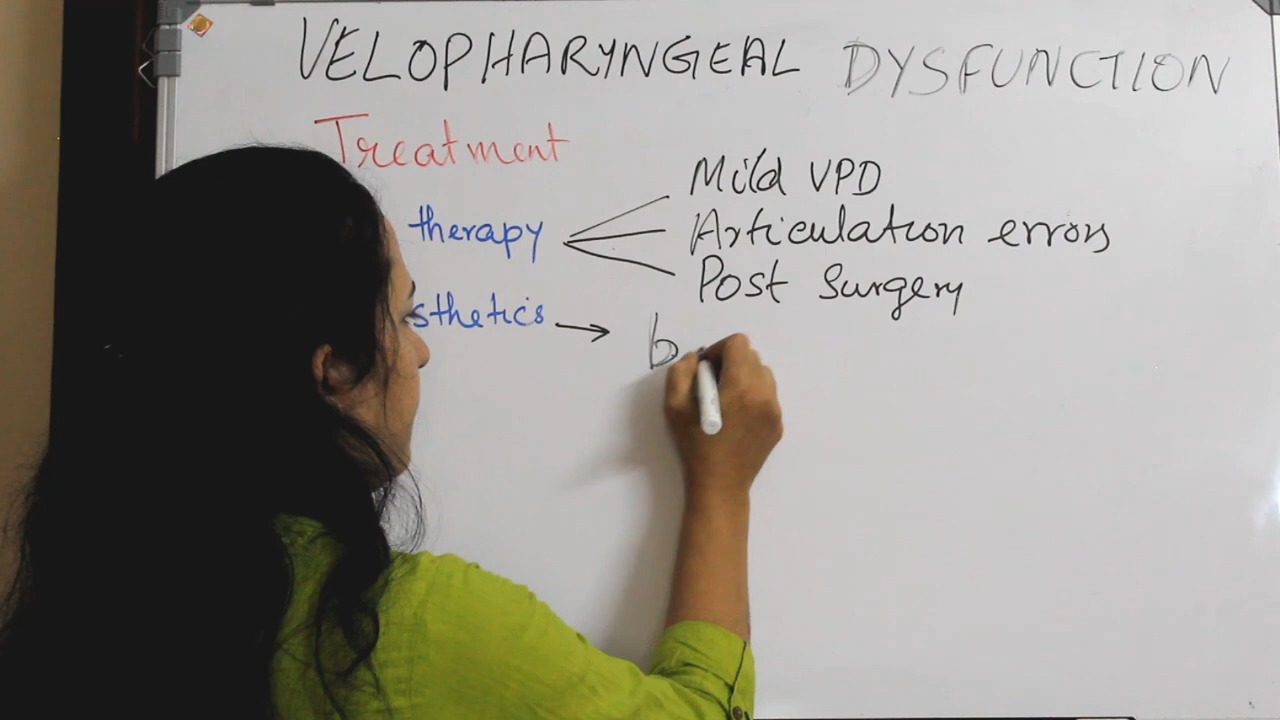 VELOPHARYNGEAL DYSFUNCTION
Treatment
therapy
Mild VPD
Articulation errors
Post Surgery
sthetics → b